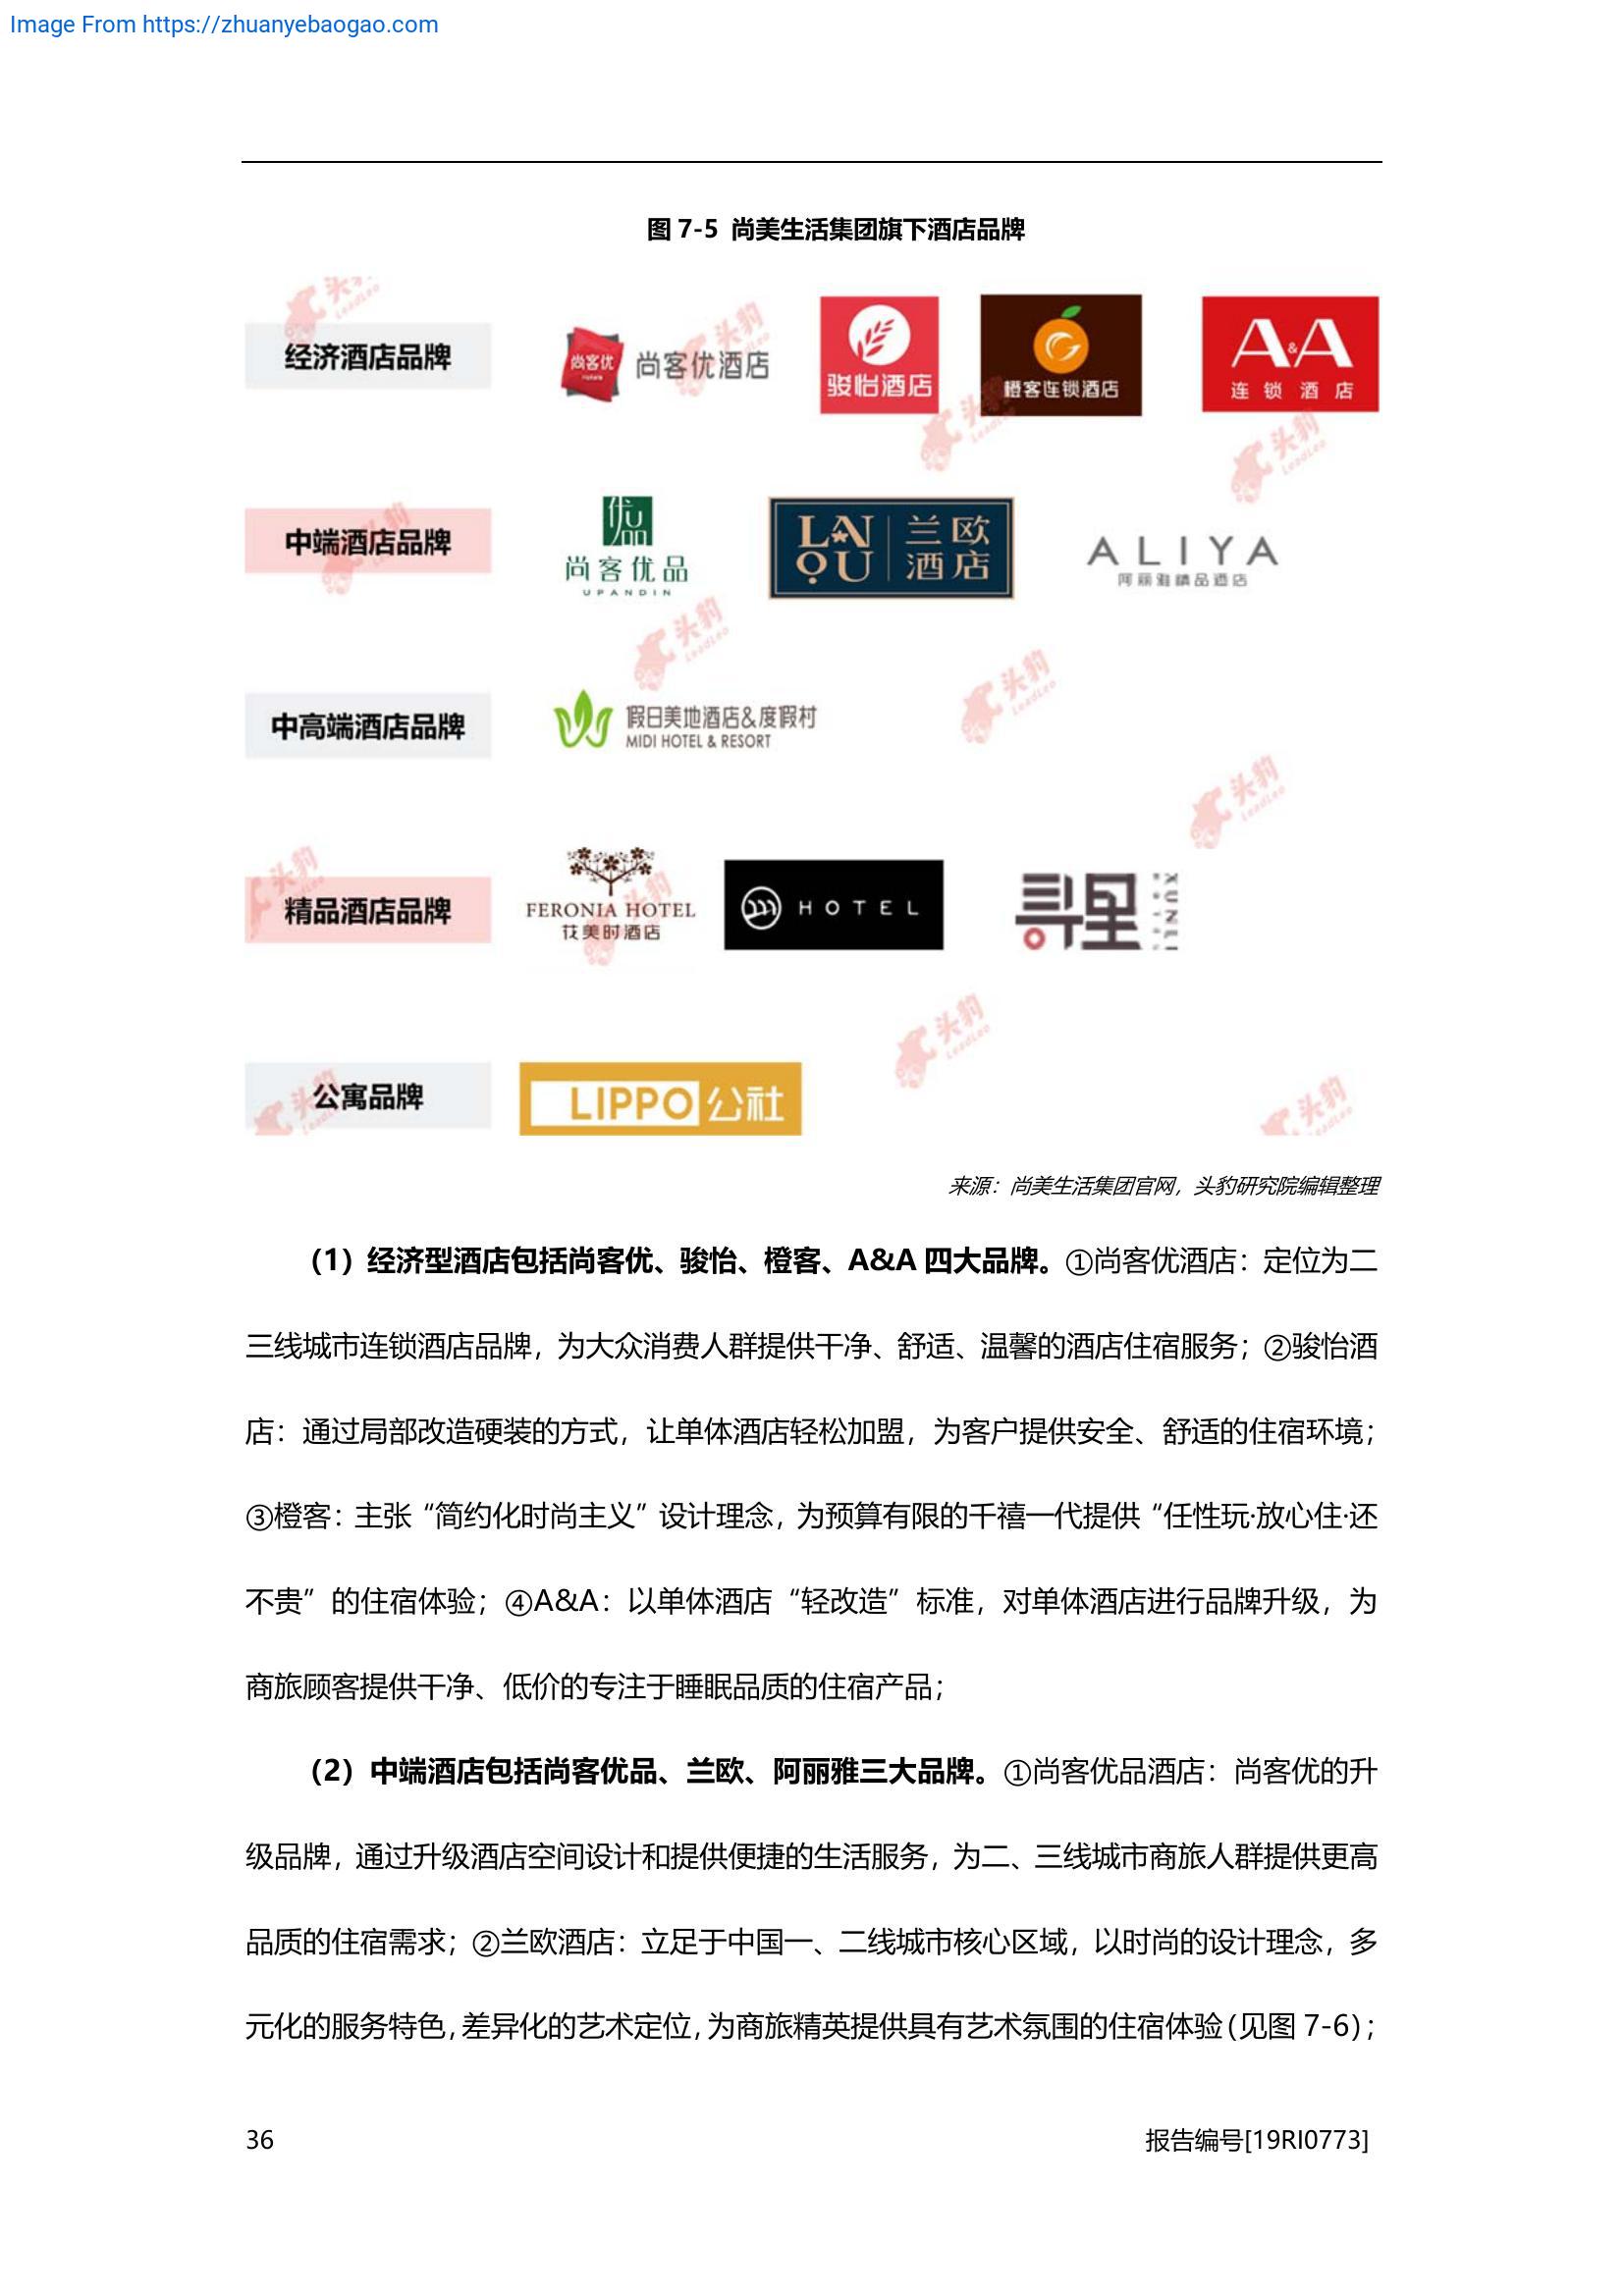 Image From https://zhuanyebaogao.com
图 7-5 尚美生活集团旗下酒店品牌
经济酒店品牌
尚客优
尚客优酒店
骏怡酒店
橙客连锁酒店
A&A
连锁酒店
中端酒店品牌
优品
尚客优品
UPANDIN
LANOU
兰欧酒店
ALIYA
阿丽雅精品酒店
中高端酒店品牌
假日美地酒店&度假村
MIDI HOTEL & RESORT
精品酒店品牌
FERONIA HOTEL
花美时酒店
HOTEL
寻里
XUNLI
公寓品牌
LIPPO公社
头豹
LeadLeo
来源：尚美生活集团官网，头豹研究院编辑整理
（1）经济型酒店包括尚客优、骏怡、橙客、A&A 四大品牌。①尚客优酒店：定位为二
三线城市连锁酒店品牌，为大众消费人群提供干净、舒适、温馨的酒店住宿服务；②骏怡酒
店：通过局部改造硬装的方式，让单体酒店轻松加盟，为客户提供安全、舒适的住宿环境；
③橙客：主张“简约化时尚主义”设计理念，为预算有限的千禧一代提供“任性玩·放心住·还
不贵”的住宿体验；④A&A：以单体酒店“轻改造”标准，对单体酒店进行品牌升级，为
商旅顾客提供干净、低价的专注于睡眠品质的住宿产品；
（2）中端酒店包括尚客优品、兰欧、阿丽雅三大品牌。①尚客优品酒店：尚客优的升
级品牌，通过升级酒店空间设计和提供便捷的生活服务，为二、三线城市商旅人群提供更高
品质的住宿需求；②兰欧酒店：立足于中国一、二线城市核心区域，以时尚的设计理念，多
元化的服务特色，差异化的艺术定位，为商旅精英提供具有艺术氛围的住宿体验（见图 7-6）；
36
报告编号[19RI0773]